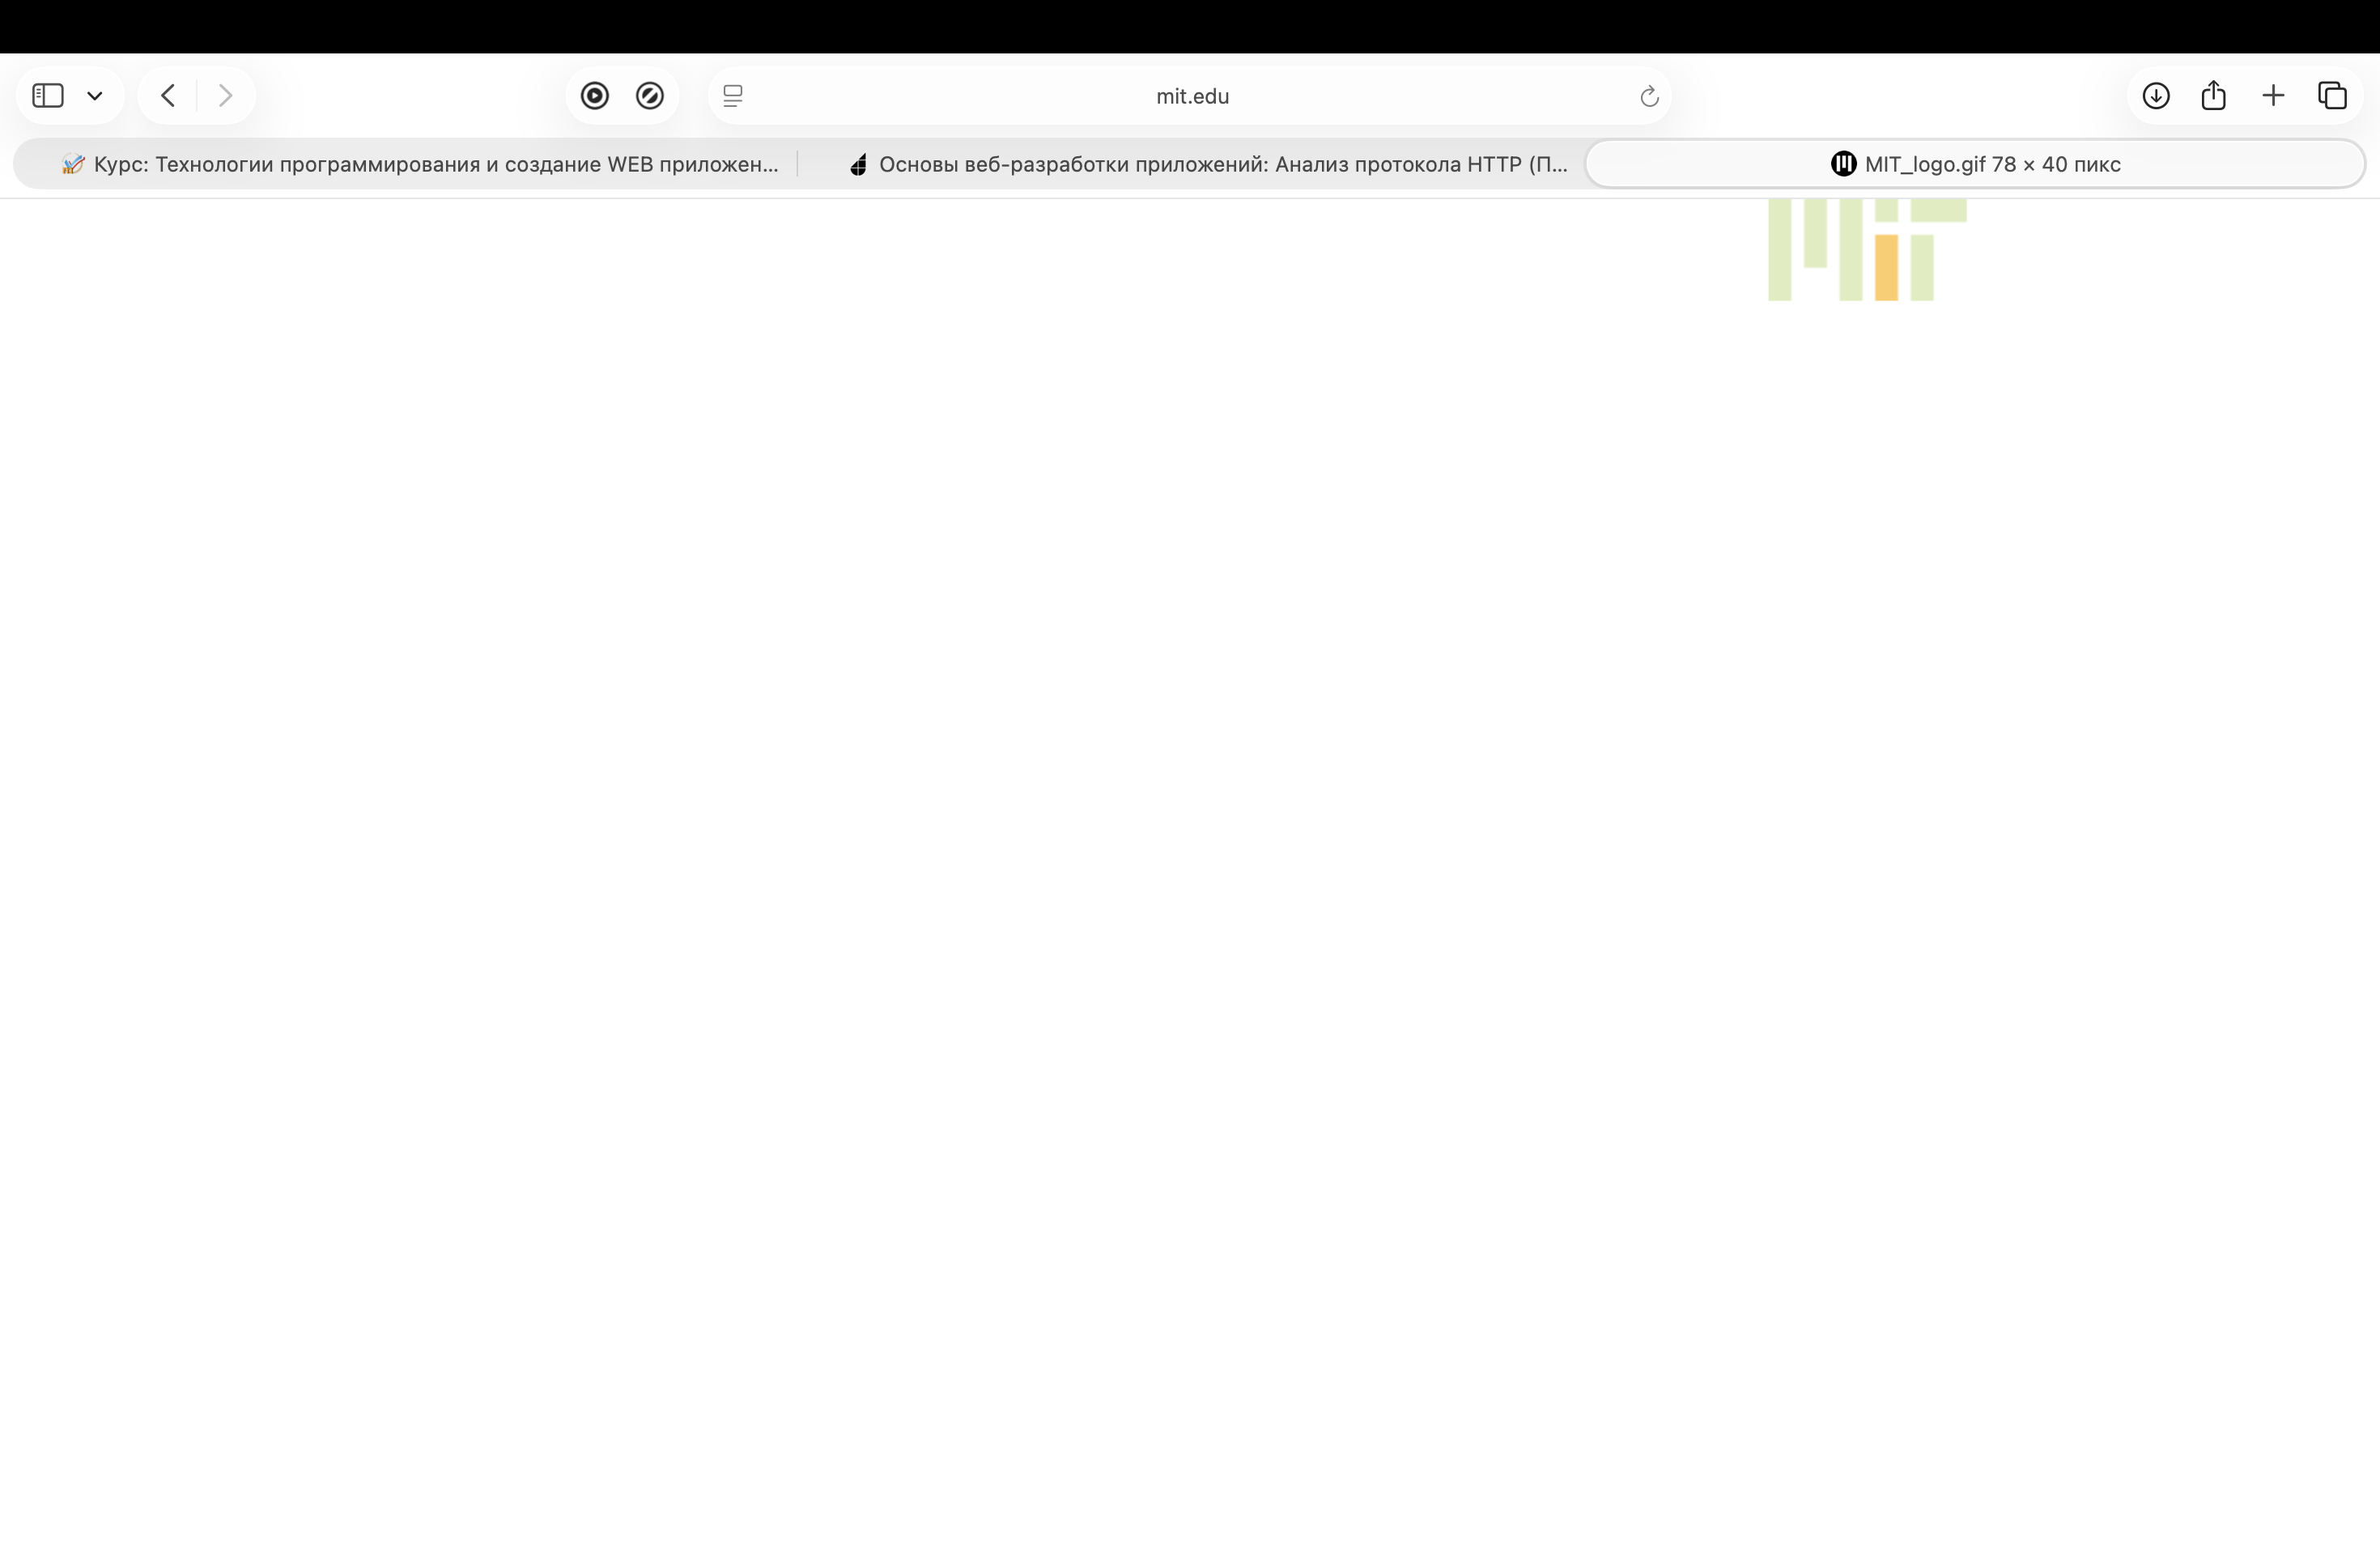 mit.edu
Курс: Технологии программирования и создание WEB приложен...
Основы веб-разработки приложений: Анализ протокола HTTP (П...
MIT_logo.gif 78 × 40 пикс